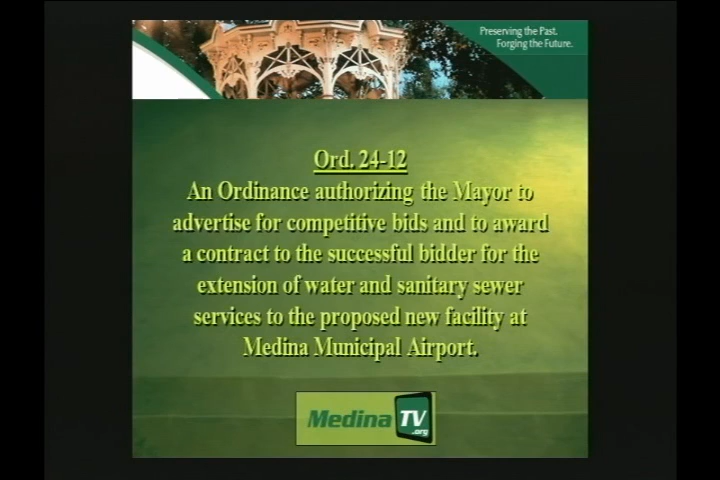 Preserving the Past.
Forging the Future.
Ord. 24-12
An Ordinance authorizing the Mayor to
advertise for competitive bids and to award
a contract to the successful bidder for the
extension of water and sanitary sewer
services to the proposed new facility at
Medina Municipal Airport.
Medina TV
.org